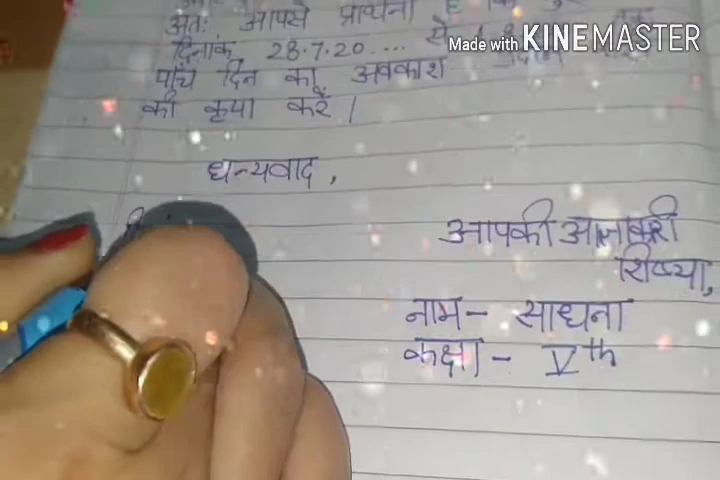 अतः आपसे प्रार्थना है कि
दिनांक 28.7.20.... से
पाँच दिन का अवकाश
की कृपा करें।
धन्यवाद,
आपकी आज्ञाकारी
शिष्या,
नाम- साधना
कक्षा - Vth
Made with KINEMASTER